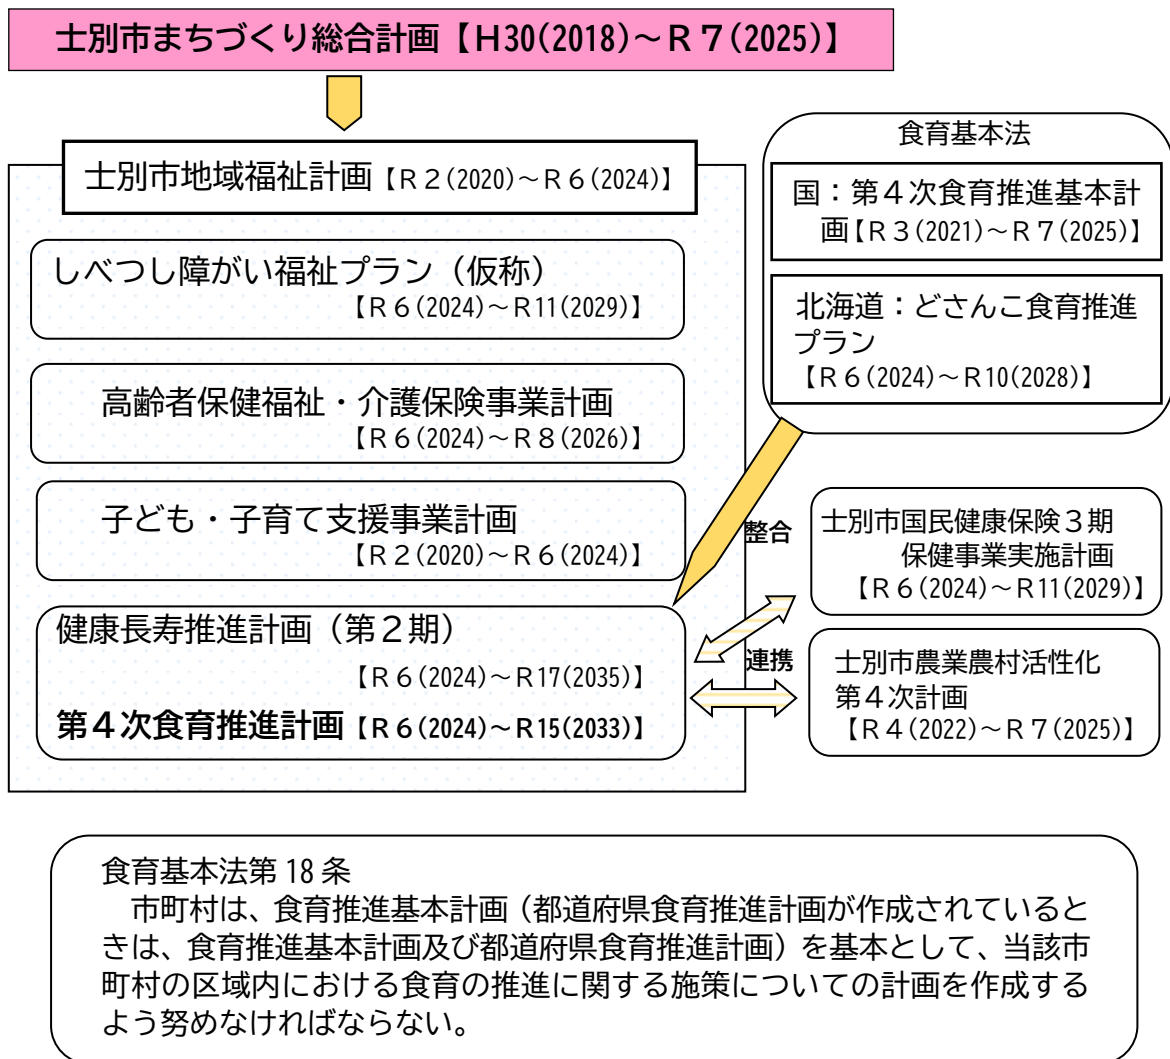 士別市まちづくり総合計画【H30(2018)～R7(2025)】
士別市地域福祉計画【R2(2020)～R6(2024)】
しべつし障がい福祉プラン（仮称）
【R6(2024)～R11(2029)】
高齢者保健福祉・介護保険事業計画
【R6(2024)～R8(2026)】
子ども・子育て支援事業計画
【R2(2020)～R6(2024)】
健康長寿推進計画（第２期）
【R6(2024)～R17(2035)】
第４次食育推進計画【R6(2024)～R15(2033)】
食育基本法
国：第４次食育推進基本計
画【R3(2021)～R7(2025)】
北海道：どさんこ食育推進
プラン
【R6(2024)～R10(2028)】
整合
士別市国民健康保険３期
保健事業実施計画
【R6(2024)～R11(2029)】
連携
士別市農業農村活性化
第４次計画
【R4(2022)～R7(2025)】
食育基本法第 18 条
市町村は、食育推進基本計画（都道府県食育推進計画が作成されていると
きは、食育推進基本計画及び都道府県食育推進計画）を基本として、当該市
町村の区域内における食育の推進に関する施策についての計画を作成する
よう努めなければならない。